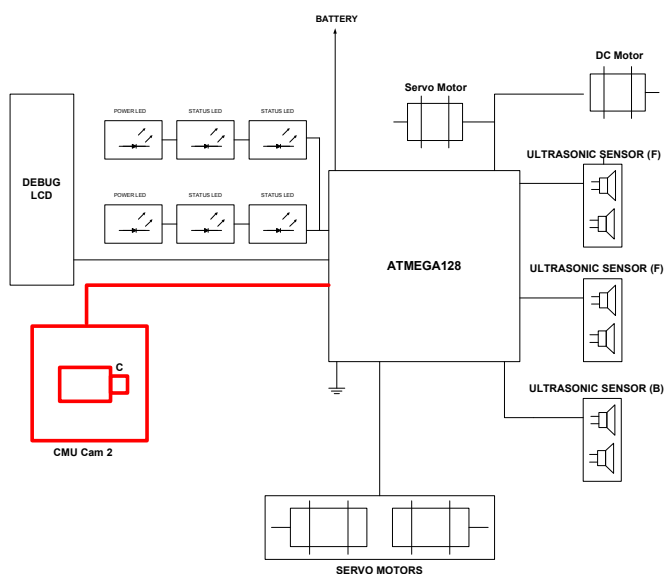 BATTERY
DC Motor
Servo Motor
POWER LED
STATUS LED
STATUS LED
ULTRASONIC SENSOR (F)
DEBUG
LCD
POWER LED
STATUS LED
STATUS LED
ATMEGA128
ULTRASONIC SENSOR (F)
C
ULTRASONIC SENSOR (B)
CMU Cam 2
SERVO MOTORS